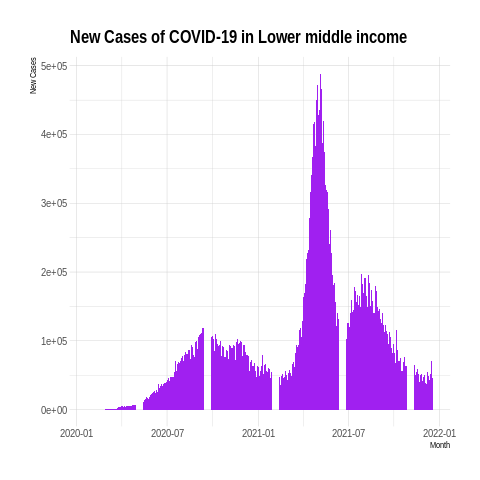 New Cases of COVID-19 in Lower middle income
New Cases
5e+05
4e+05
3e+05
2e+05
1e+05
0e+00
2020-01 2020-07 2021-01 2021-07 2022-01
Month